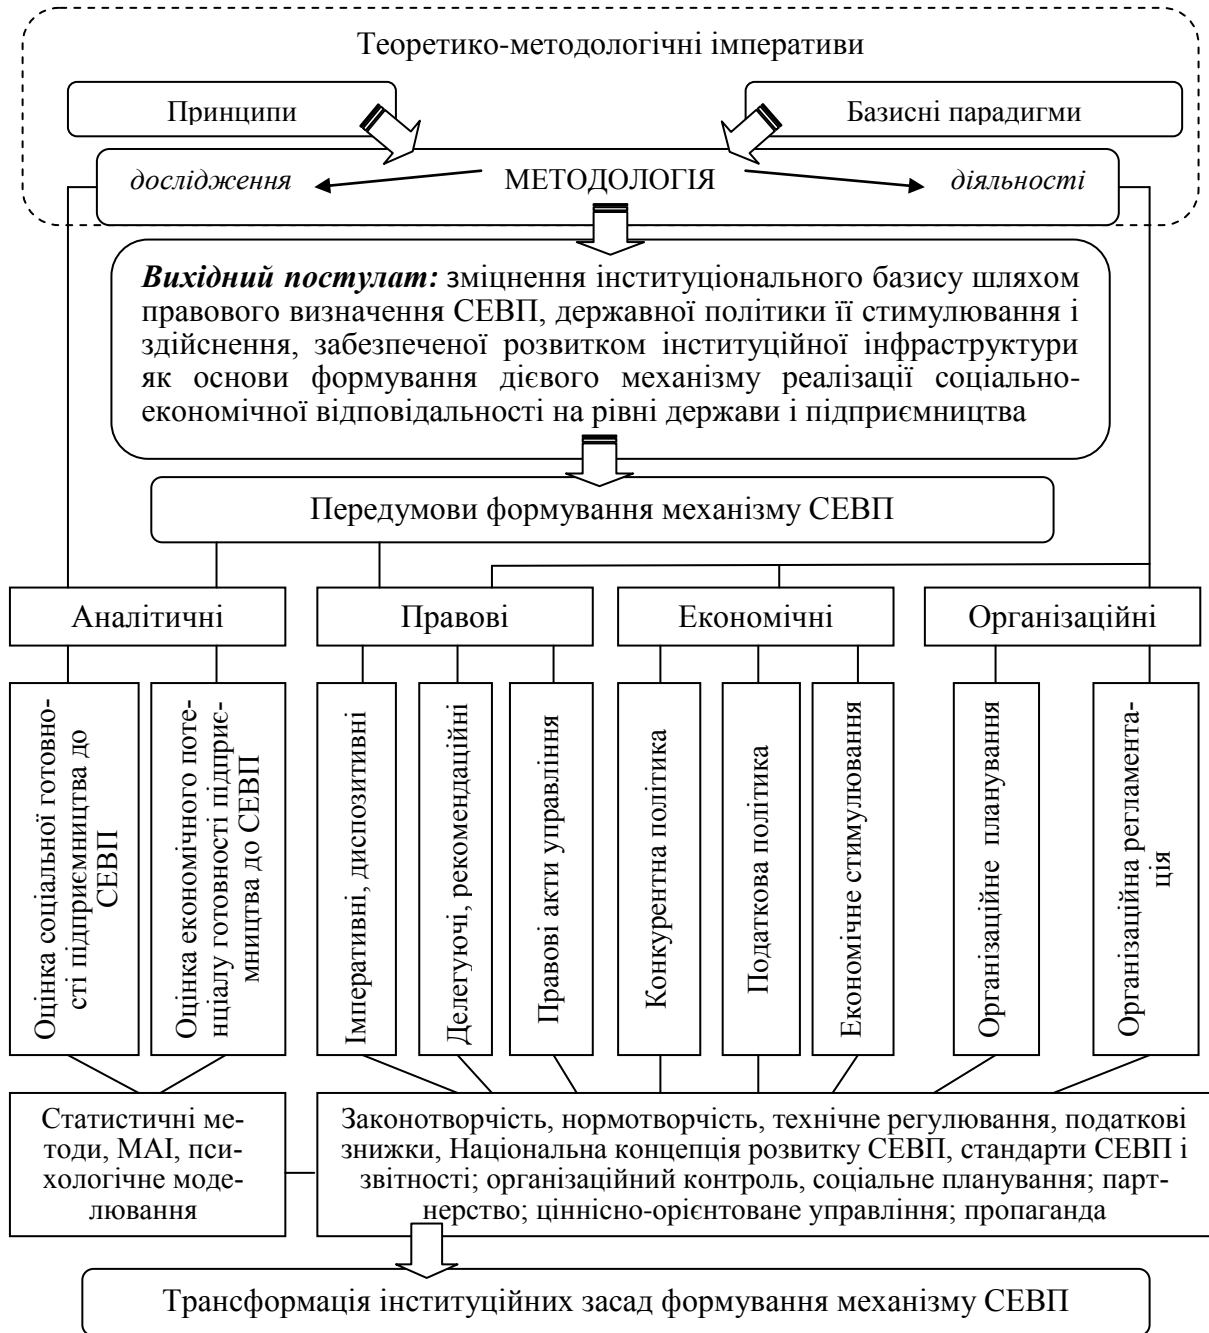 Теоретико-методологічні імперативи
Принципи
Базисні парадигми
дослідження
МЕТОДОЛОГІЯ
діяльності
Вихідний постулат: зміцнення інституціонального базису шляхом
правового визначення СЕВП, державної політики її стимулювання і
здійснення, забезпеченої розвитком інституційної інфраструктури
як основи формування дієвого механізму реалізації соціально-
економічної відповідальності на рівні держави і підприємництва
Передумови формування механізму СЕВП
Аналітичні
Правові
Економічні
Організаційні
Оцінка соціальної готовно-
сті підприємництва до
СЕВП
Оцінка економічного поте-
нціалу готовності підприє-
мництва до СЕВП
Імперативні, диспозитивні
Делегуючі, рекомендаційні
Правові акти управління
Конкурентна політика
Податкова політика
Економічне стимулювання
Організаційне планування
Організаційна регламента-
ція
Статистичні ме-
тоди, МАІ, пси-
хологічне моде-
лювання
Законотворчість, нормотворчість, технічне регулювання, податкові
знижки, Національна концепція розвитку СЕВП, стандарти СЕВП і
звітності; організаційний контроль, соціальне планування; парт-
нерство; ціннісно-орієнтоване управління; пропаганда
Трансформація інституційних засад формування механізму СЕВП